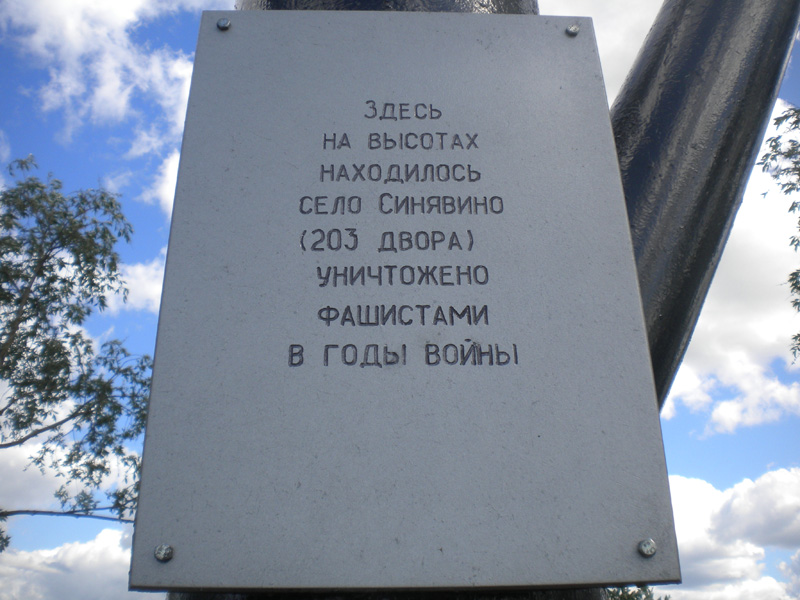 Здесь
на высотах
находилось
село Синявино
(203 двора)
уничтожено
фашистами
в годы войны